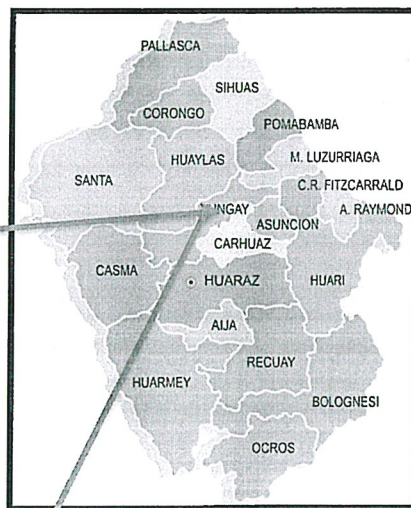 PALLASCA
SIHUAS
CORONGO
POMABAMBA
HUAYLAS
M. LUZURRIAGA
SANTA
C.R. FITZCARRALD
YUNGAY
A. RAYMOND
ASUNCION
CARHUAZ
CASMA
HUARAZ
HUARI
AIJA
RECUAY
HUARMEY
BOLOGNESI
OCROS